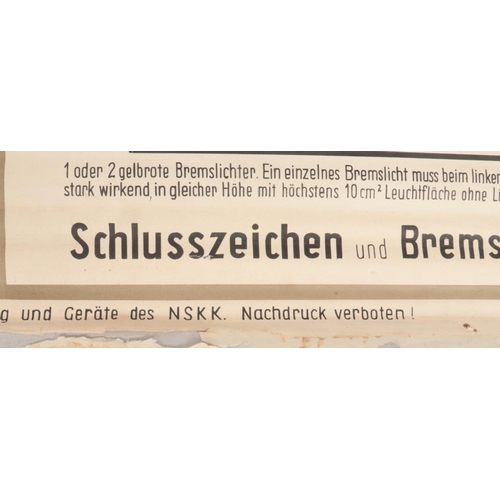 1 oder 2 gelbrote Bremslichter. Ein einzelnes Bremslicht muss beim linken
stark wirkend, in gleicher Höhe mit höchstens 10 cm² Leuchtfläche ohne Li
Schlusszeichen und Brems
g und Geräte des NSKK. Nachdruck verboten!